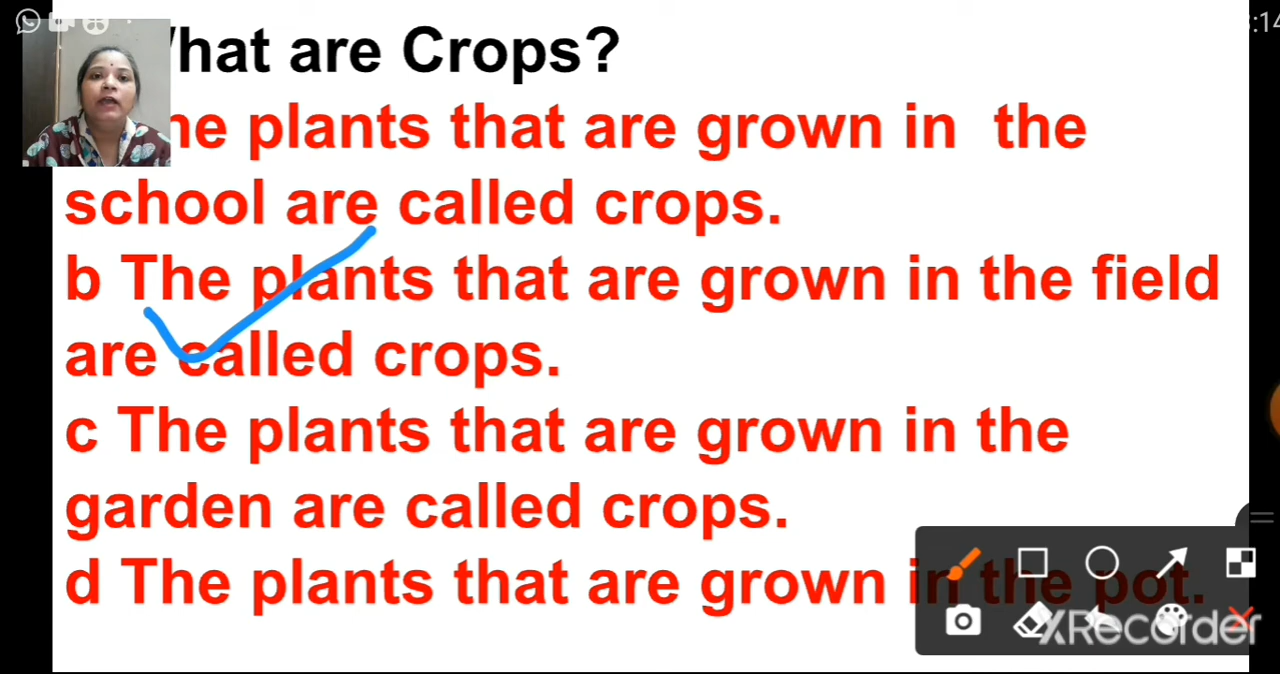 hat are Crops?
he plants that are grown in the
school are called crops.
b The plants that are grown in the field
are called crops.
c The plants that are grown in the
garden are called crops.
d The plants that are grown in the pot.
XRecorder